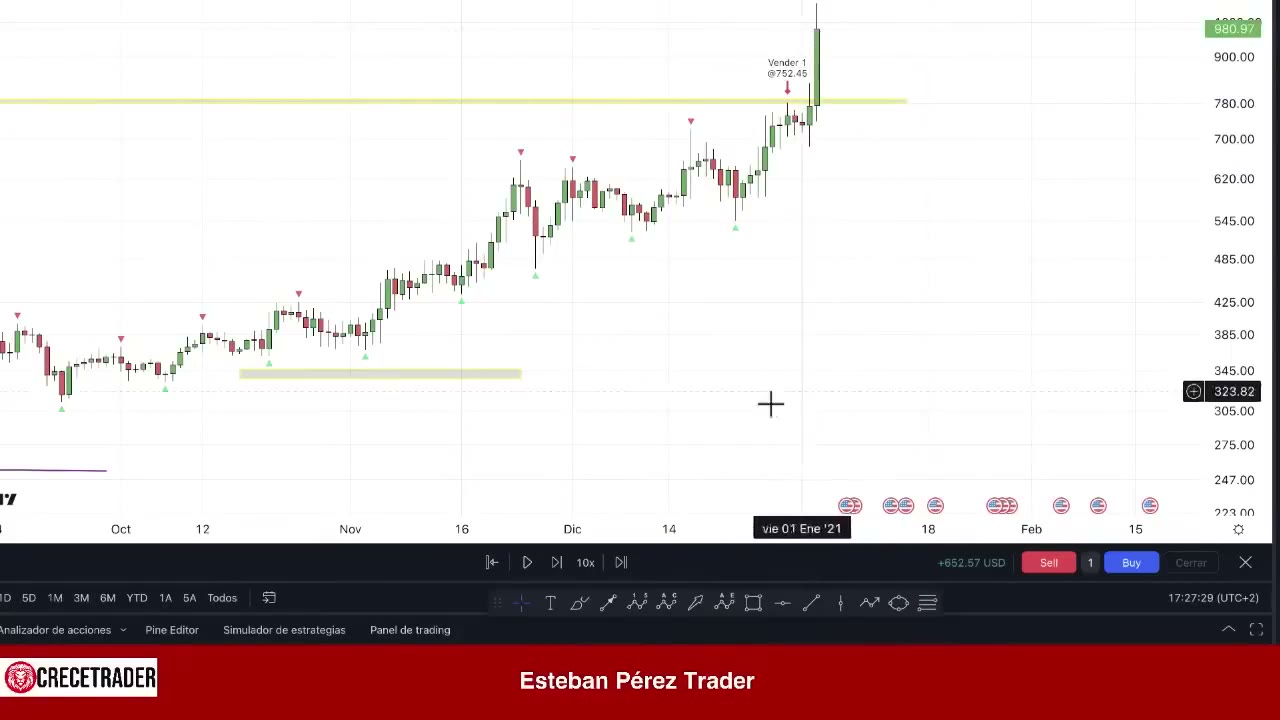 980.97
900.00
Vender 1
@752.45
780.00
700.00
620.00
545.00
485.00
425.00
385.00
345.00
323.82
305.00
275.00
247.00
223.00
Oct 12 Nov 16 Dic 14 vie 01 Ene '21 18 Feb 15
10x +652.57 USD Sell 1 Buy Cerrar
1D 5D 1M 3M 6M YTD 1A 5A Todos 17:27:29 (UTC+2)
Analizador de acciones Pine Editor Simulador de estrategias Panel de trading
CRECETRADER
Esteban Pérez Trader